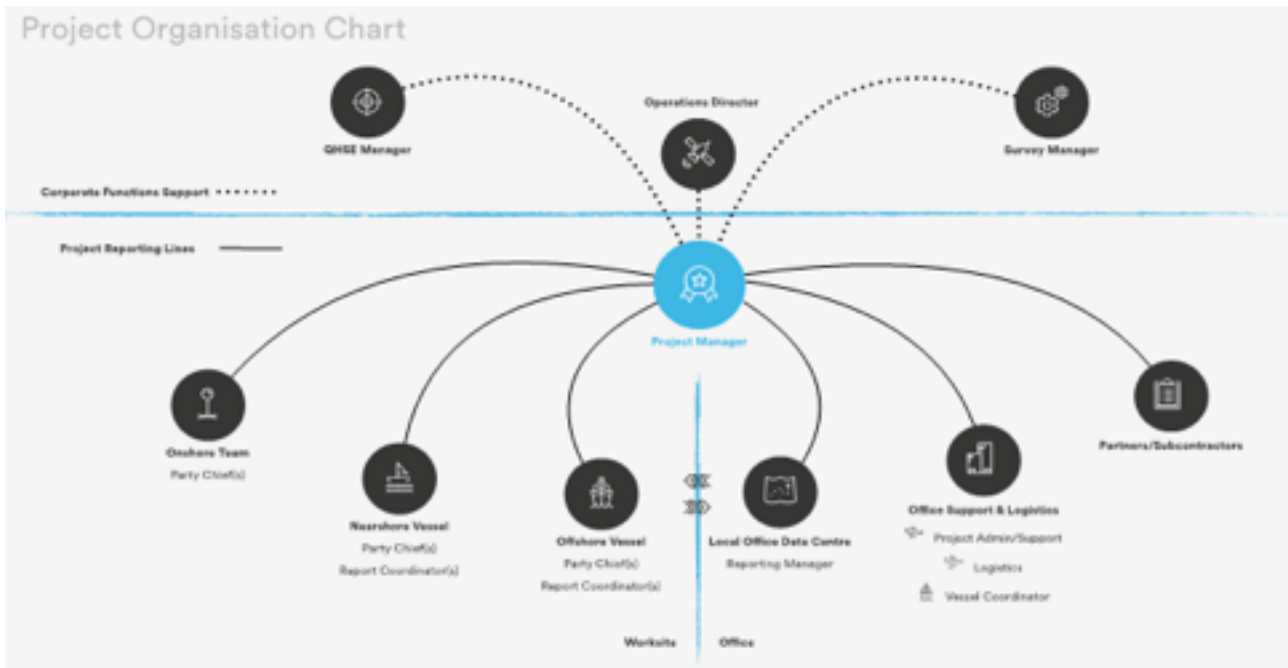 Project Organisation Chart
Operations Director
QHSE Manager
Survey Manager
Corporate Functions Support
Project Reporting Lines
Project Manager
Onshore Team
Party Chief(s)
Nearshore Vessel
Party Chief(s)
Report Coordinator(s)
Offshore Vessel
Party Chief(s)
Report Coordinator(s)
Local Office Data Centre
Reporting Manager
Office Support & Logistics
Project Admin/Support
Logistics
Vessel Coordinator
Partners/Subcontractors
Worksite
Office